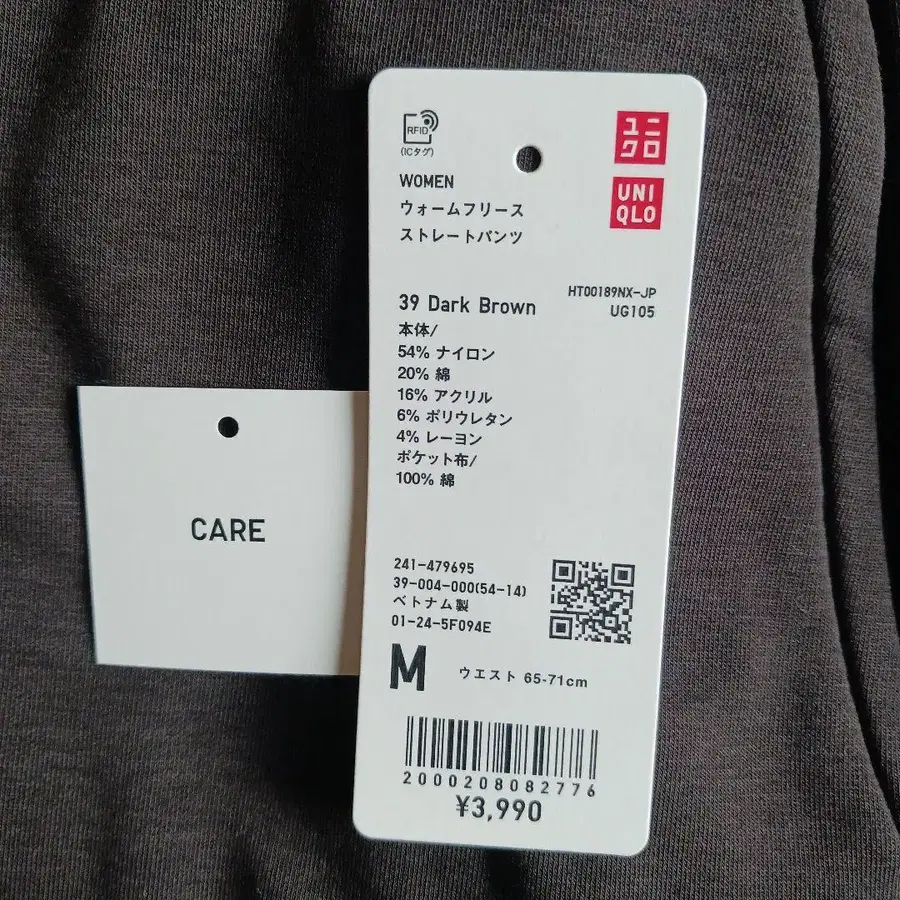 RFID
(ICタグ)
ユニ
クロ
UNI
QLO
WOMEN
ウォームフリース
ストレートパンツ
39 Dark Brown
HT00189NX-JP
UG105
本体/
54% ナイロン
20% 綿
16% アクリル
6% ポリウレタン
4% レーヨン
ポケット布/
100% 綿
CARE
241-479695
39-004-000(54-14)
ベトナム製
01-24-5F094E
M ウエスト 65-71cm
2000208082776
¥3,990